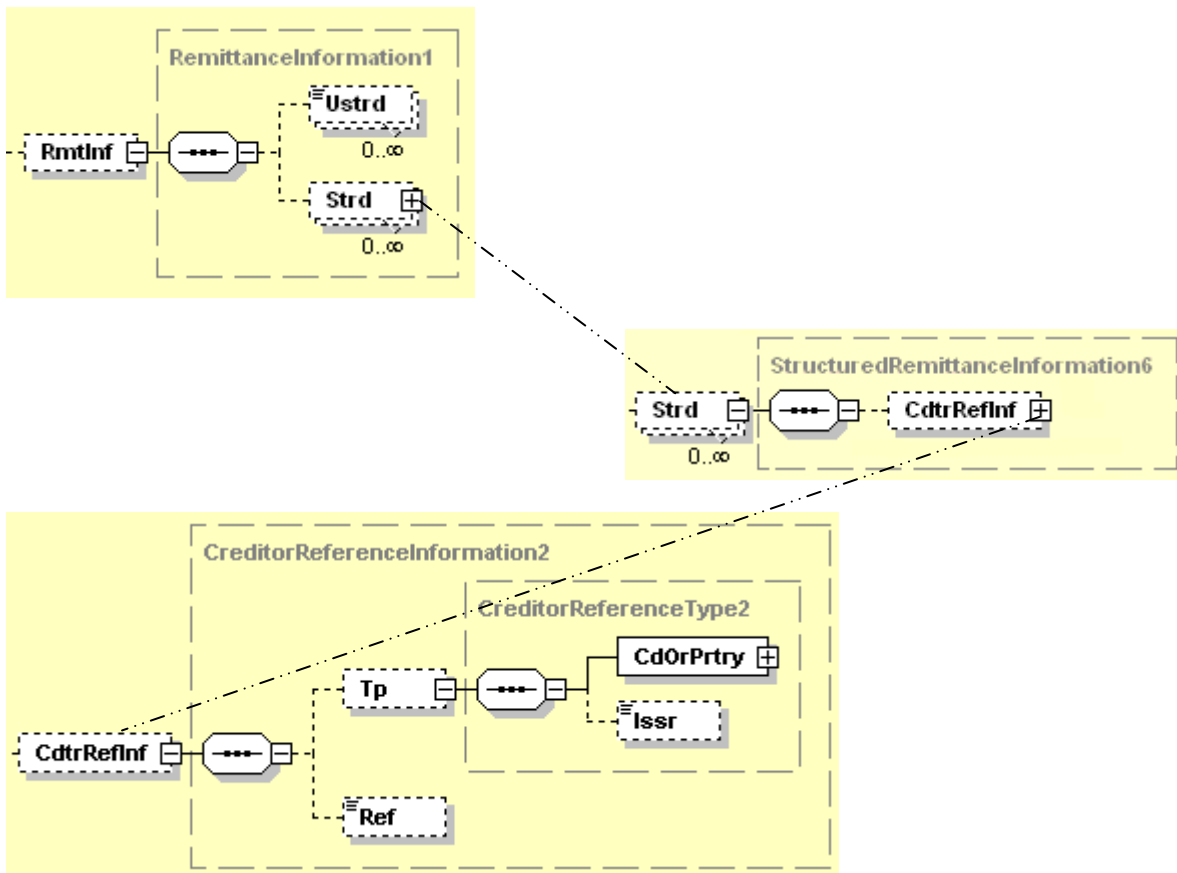 RemittanceInformation1
Ustrd
0..∞
RmtInf
Strd
0..∞
StructuredRemittanceInformation6
Strd
CdtrRefInf
0..∞
CreditorReferenceInformation2
CreditorReferenceType2
CdOrPrtry
Tp
Issr
CdtrRefInf
Ref